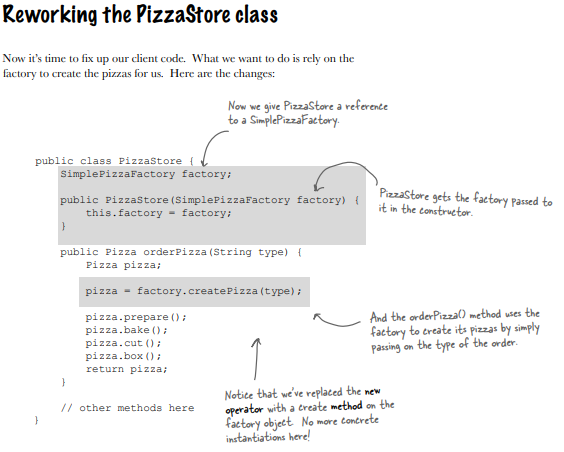 Reworking the PizzaStore class
Now it's time to fix up our client code. What we want to do is rely on the
factory to create the pizzas for us. Here are the changes:
Now we give PizzaStore a reference
to a SimplePizzaFactory.
public class PizzaStore {
SimplePizzaFactory factory;
public PizzaStore(SimplePizzaFactory factory) {
this.factory = factory;
}
PizzaStore gets the factory passed to
it in the constructor.
public Pizza orderPizza(String type) {
Pizza pizza;
pizza = factory.createPizza(type);
pizza.prepare();
pizza.bake();
pizza.cut();
pizza.box();
return pizza;
}
And the orderPizza() method uses the
factory to create its pizzas by simply
passing on the type of the order.
// other methods here
}
Notice that we've replaced the new
operator with a create method on the
factory object. No more concrete
instantiations here!